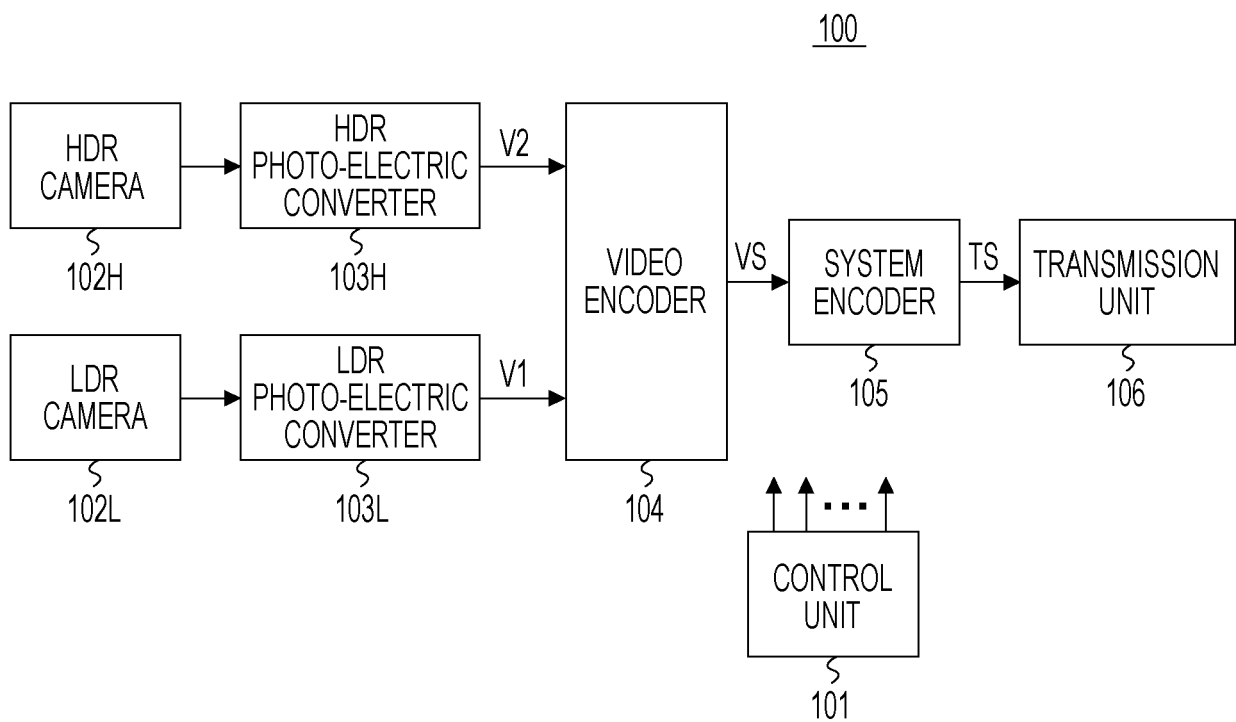 100
HDR
CAMERA
102H
HDR
PHOTO-ELECTRIC
CONVERTER
103H
V2
LDR
CAMERA
102L
LDR
PHOTO-ELECTRIC
CONVERTER
103L
V1
VIDEO
ENCODER
104
VS
SYSTEM
ENCODER
105
TS
TRANSMISSION
UNIT
106
CONTROL
UNIT
101